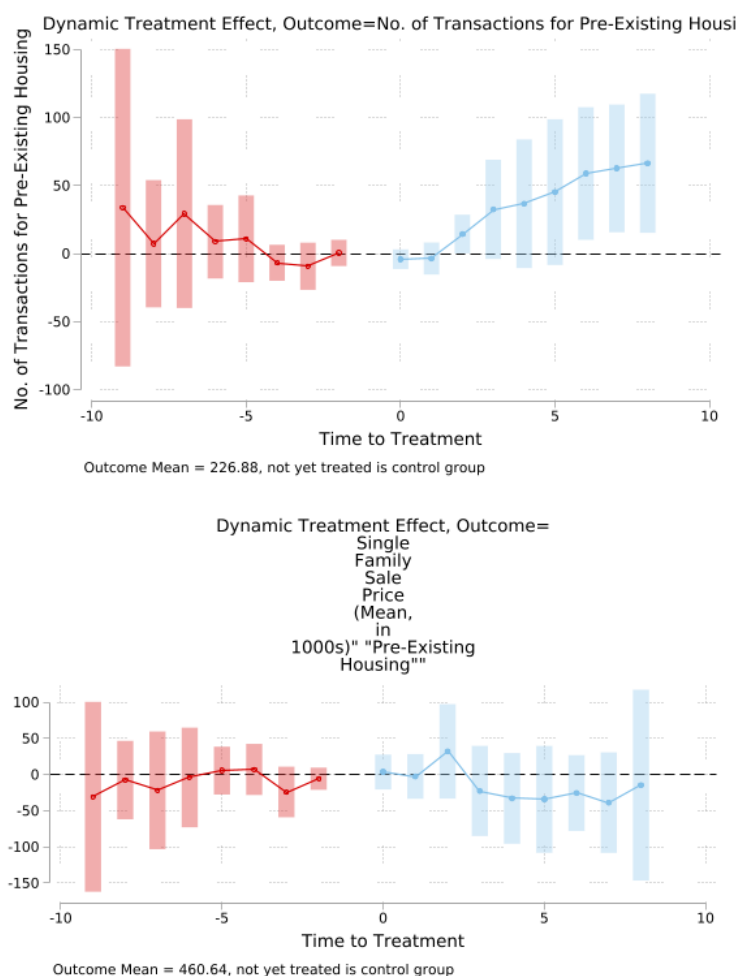 Dynamic Treatment Effect, Outcome=No. of Transactions for Pre-Existing Housi
No. of Transactions for Pre-Existing Housing
150
100
50
0
-50
-100
-10
-5
0
5
10
Time to Treatment
Outcome Mean = 226.88, not yet treated is control group
Dynamic Treatment Effect, Outcome=
Single
Family
Sale
Price
(Mean,
in
1000s)" "Pre-Existing
Housing""
100
50
0
-50
-100
-150
-10
-5
0
5
10
Time to Treatment
Outcome Mean = 460.64, not yet treated is control group